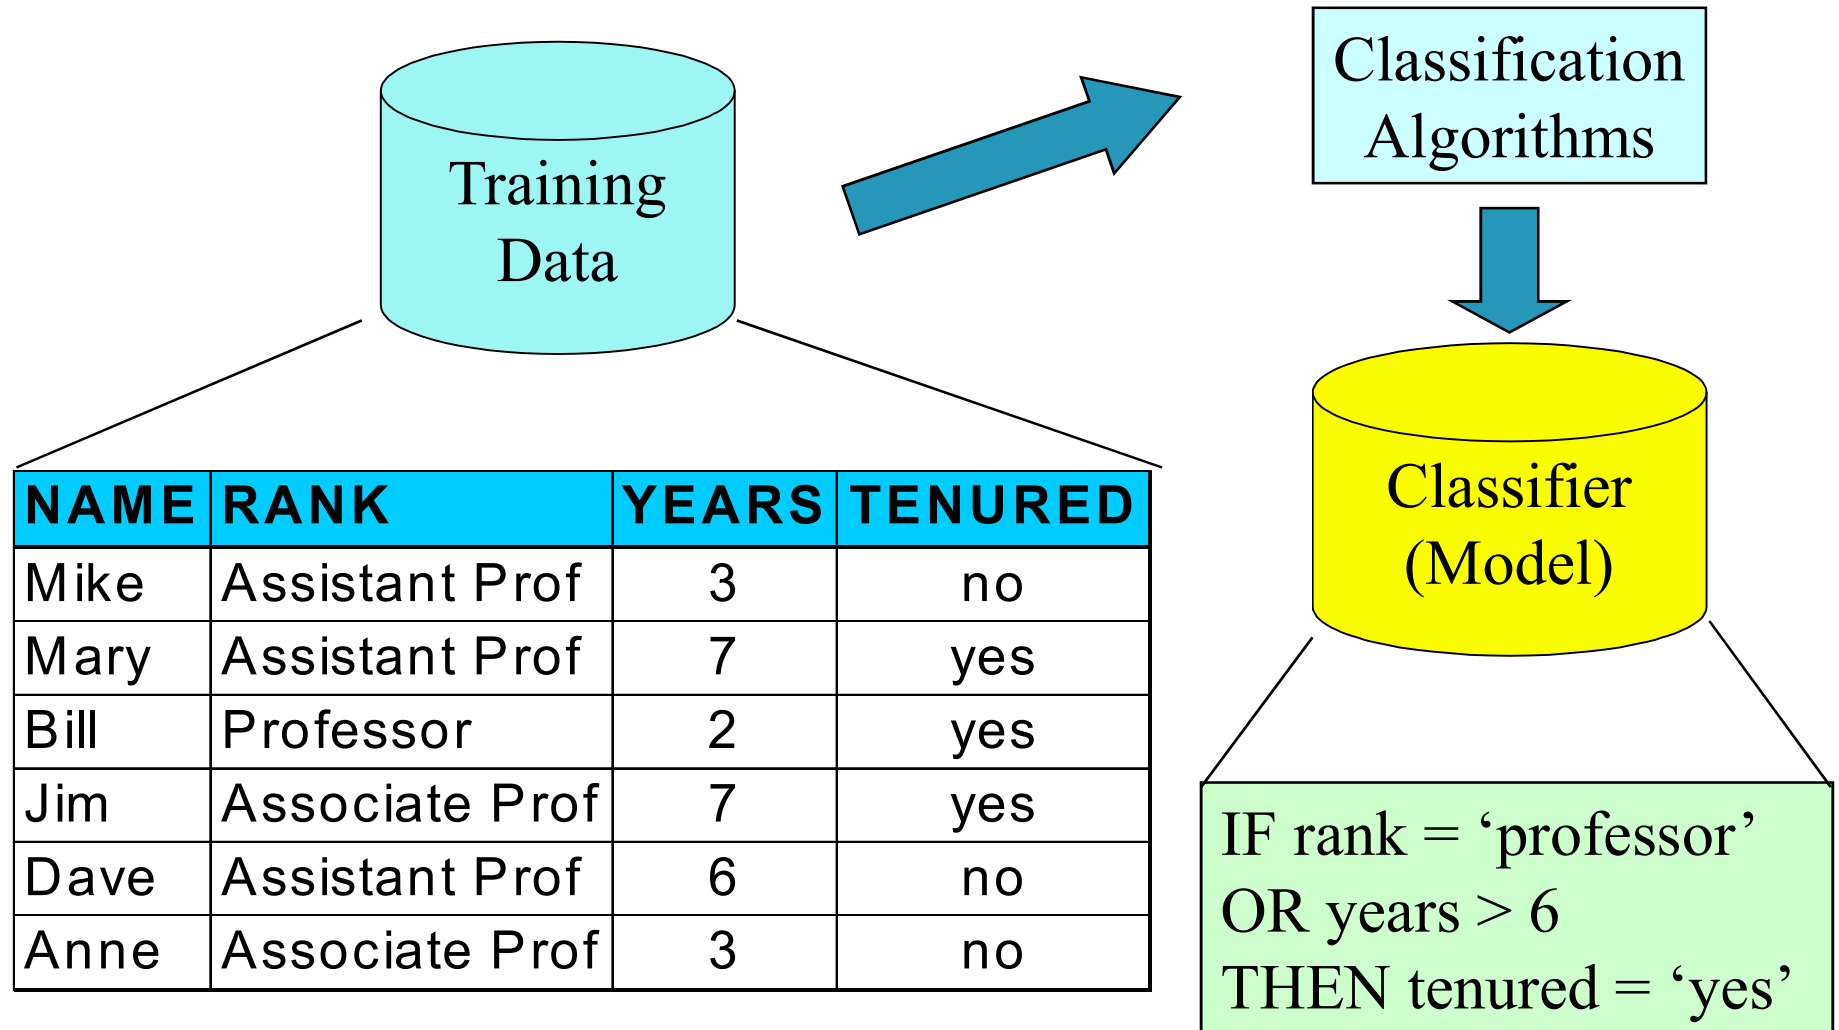 Training
Data
Classification
Algorithms
Classifier
(Model)
NAME RANK YEARS TENURED
Mike Assistant Prof 3 no
Mary Assistant Prof 7 yes
Bill Professor 2 yes
Jim Associate Prof 7 yes
Dave Assistant Prof 6 no
Anne Associate Prof 3 no
IF rank = ‘professor’
OR years > 6
THEN tenured = ‘yes’